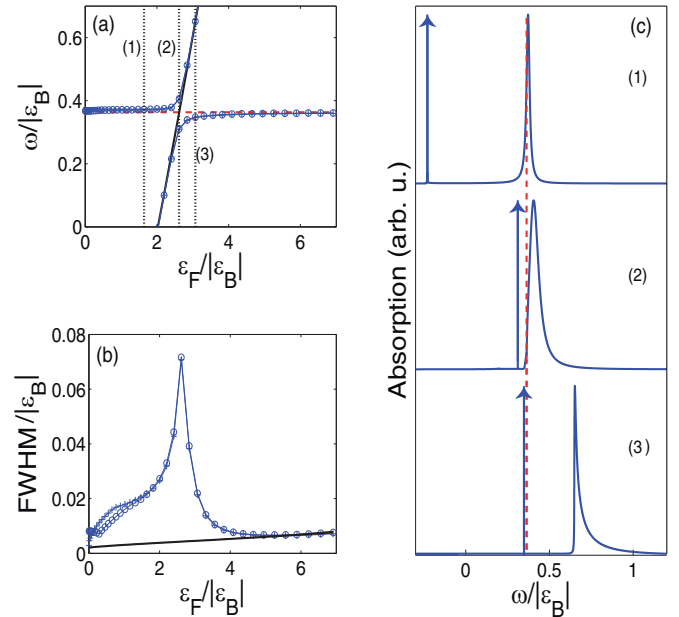 (a)
(1)
(2)
(3)
ω/|ε_B|
0.6
0.4
0.2
0
0 2 4 6
ε_F/|ε_B|
(b)
FWHM/|ε_B|
0.08
0.06
0.04
0.02
0
0 2 4 6
ε_F/|ε_B|
(c)
(1)
(2)
(3)
Absorption (arb. u.)
0 0.5 1
ω/|ε_B|